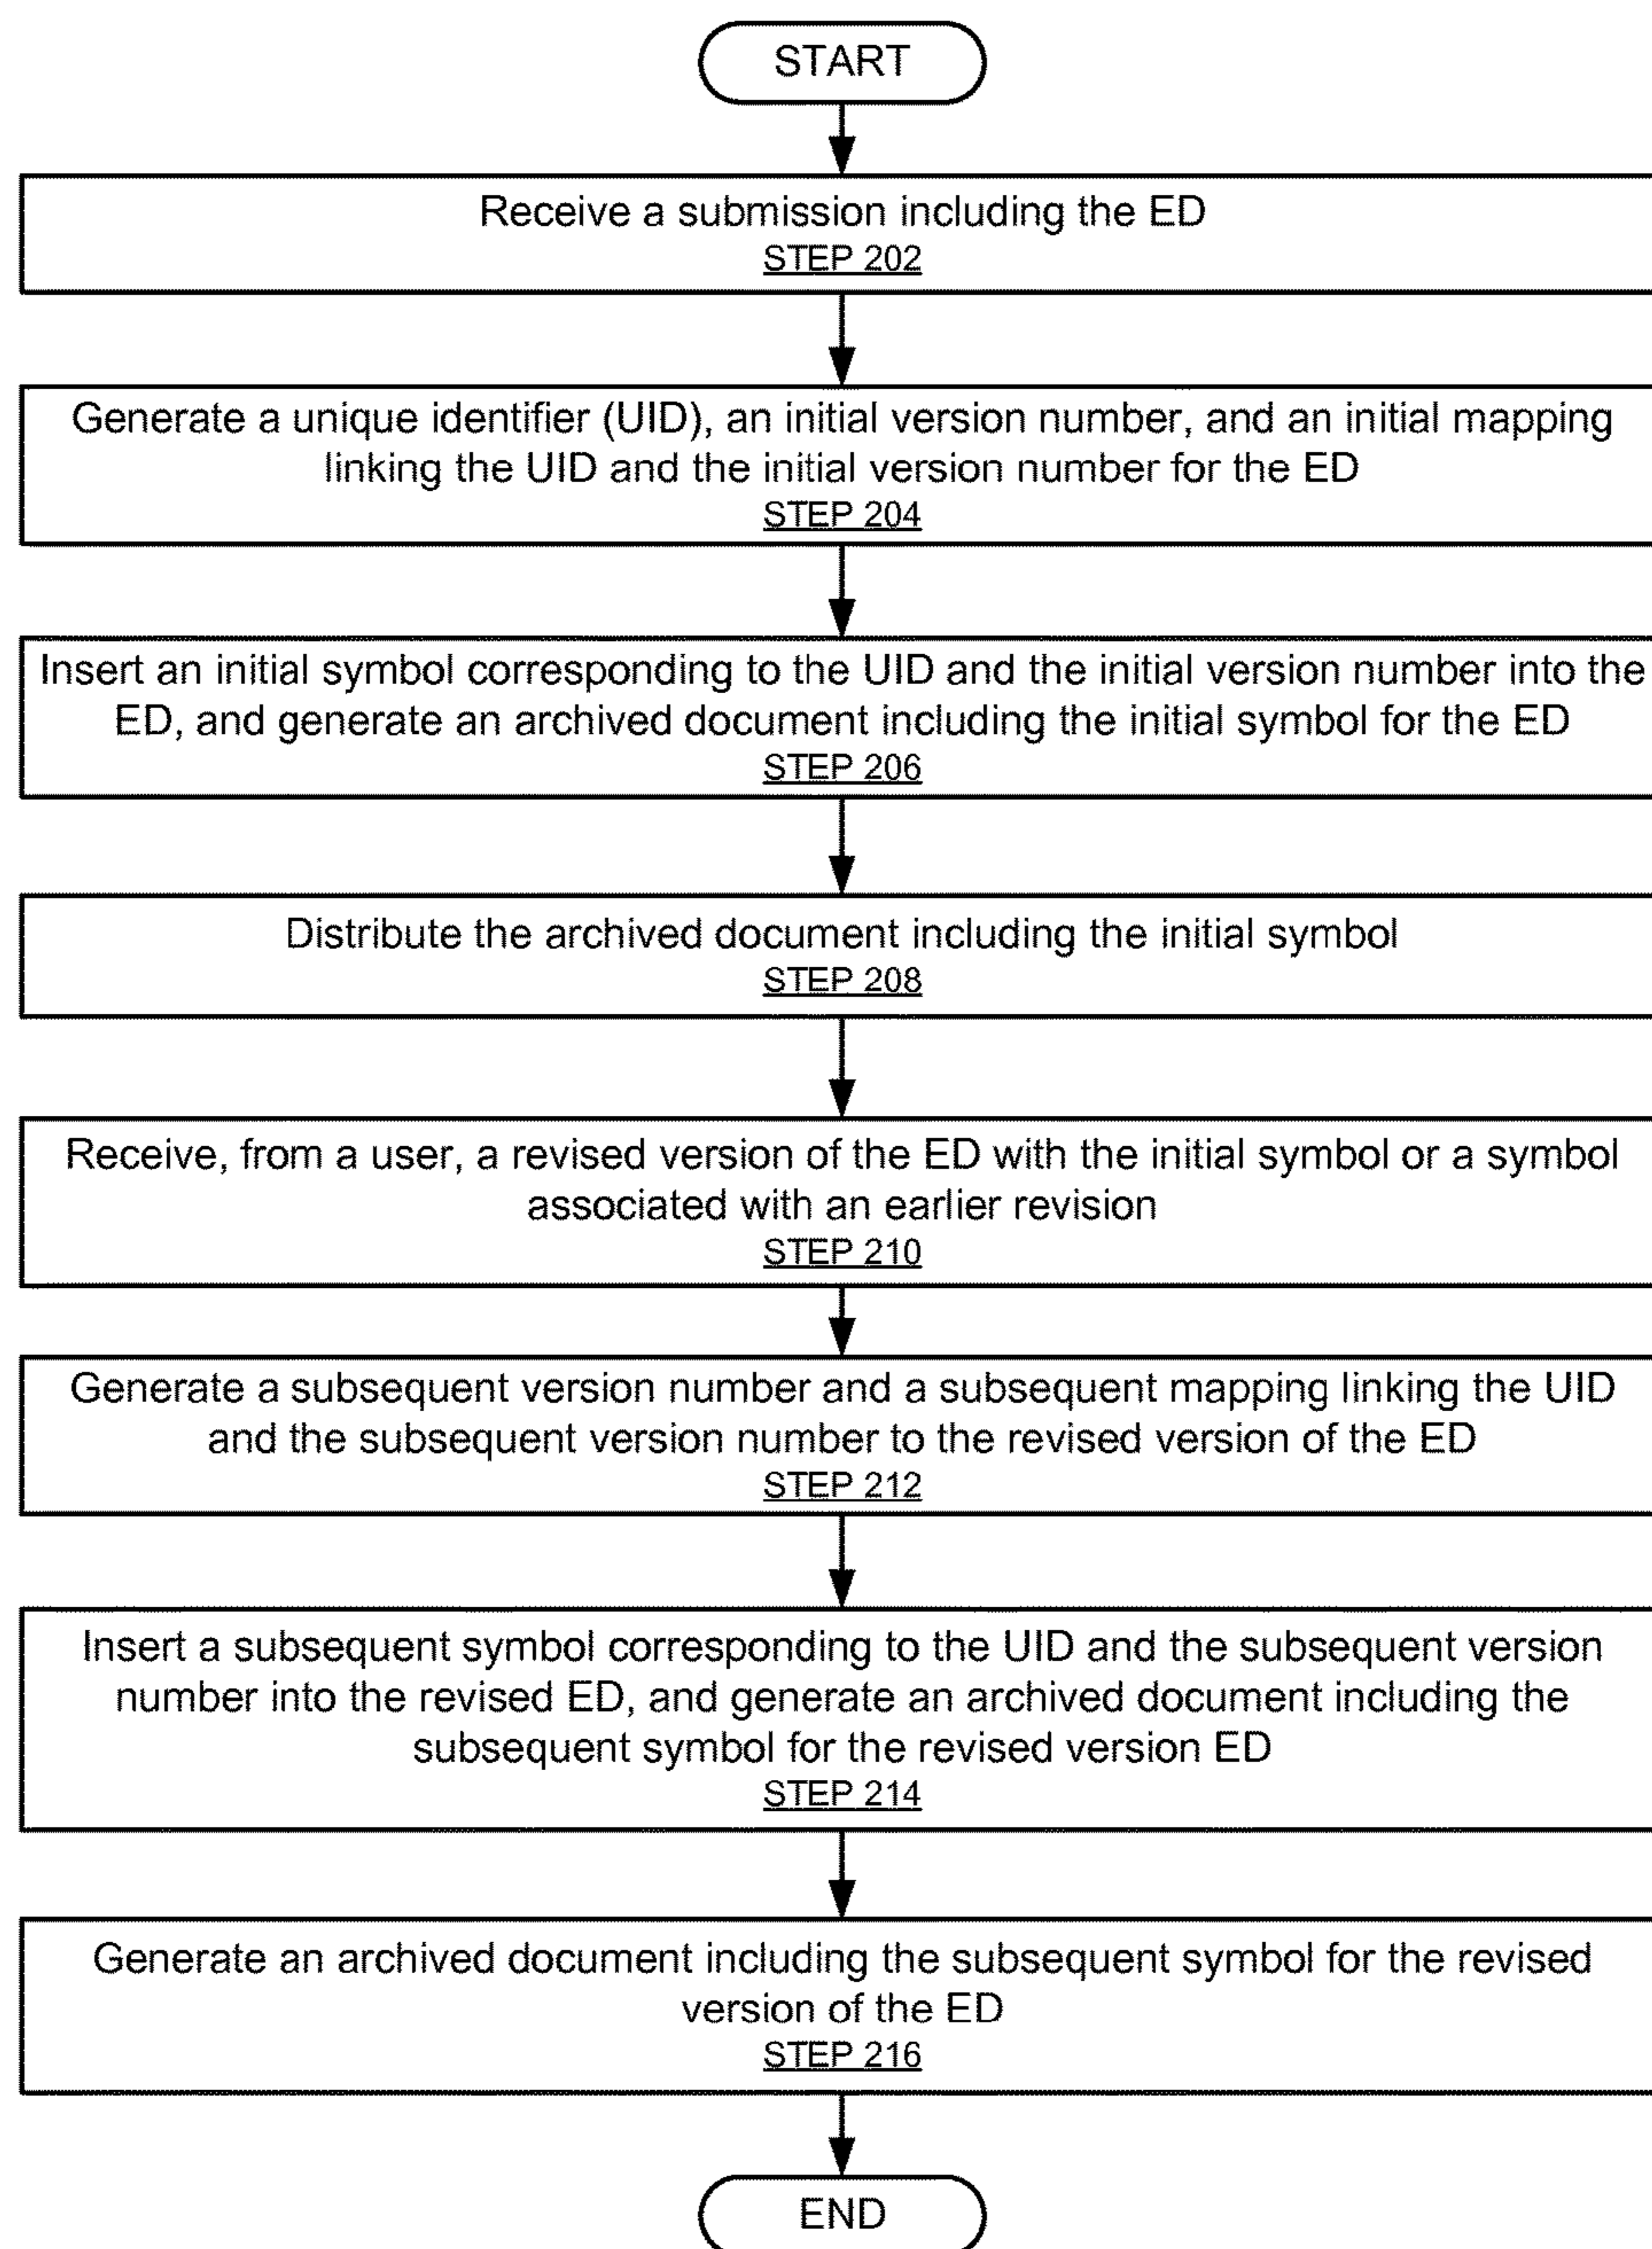 START
Receive a submission including the ED
STEP 202
Generate a unique identifier (UID), an initial version number, and an initial mapping
linking the UID and the initial version number for the ED
STEP 204
Insert an initial symbol corresponding to the UID and the initial version number into the
ED, and generate an archived document including the initial symbol for the ED
STEP 206
Distribute the archived document including the initial symbol
STEP 208
Receive, from a user, a revised version of the ED with the initial symbol or a symbol
associated with an earlier revision
STEP 210
Generate a subsequent version number and a subsequent mapping linking the UID
and the subsequent version number to the revised version of the ED
STEP 212
Insert a subsequent symbol corresponding to the UID and the subsequent version
number into the revised ED, and generate an archived document including the
subsequent symbol for the revised version ED
STEP 214
Generate an archived document including the subsequent symbol for the revised
version of the ED
STEP 216
END